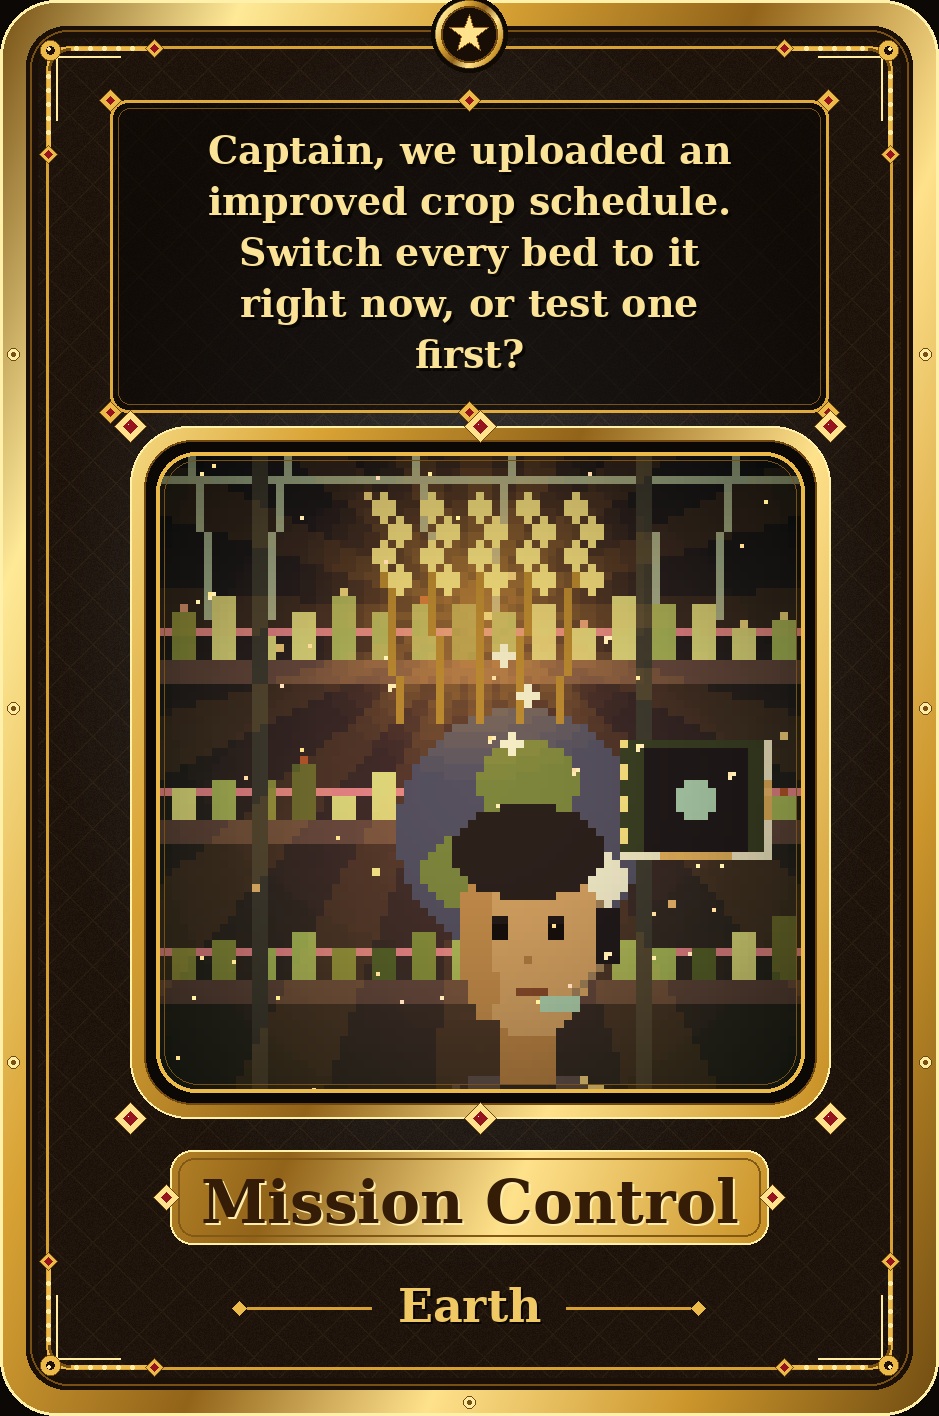 Captain, we uploaded an
improved crop schedule.
Switch every bed to it
right now, or test one
first?
Mission Control
Earth